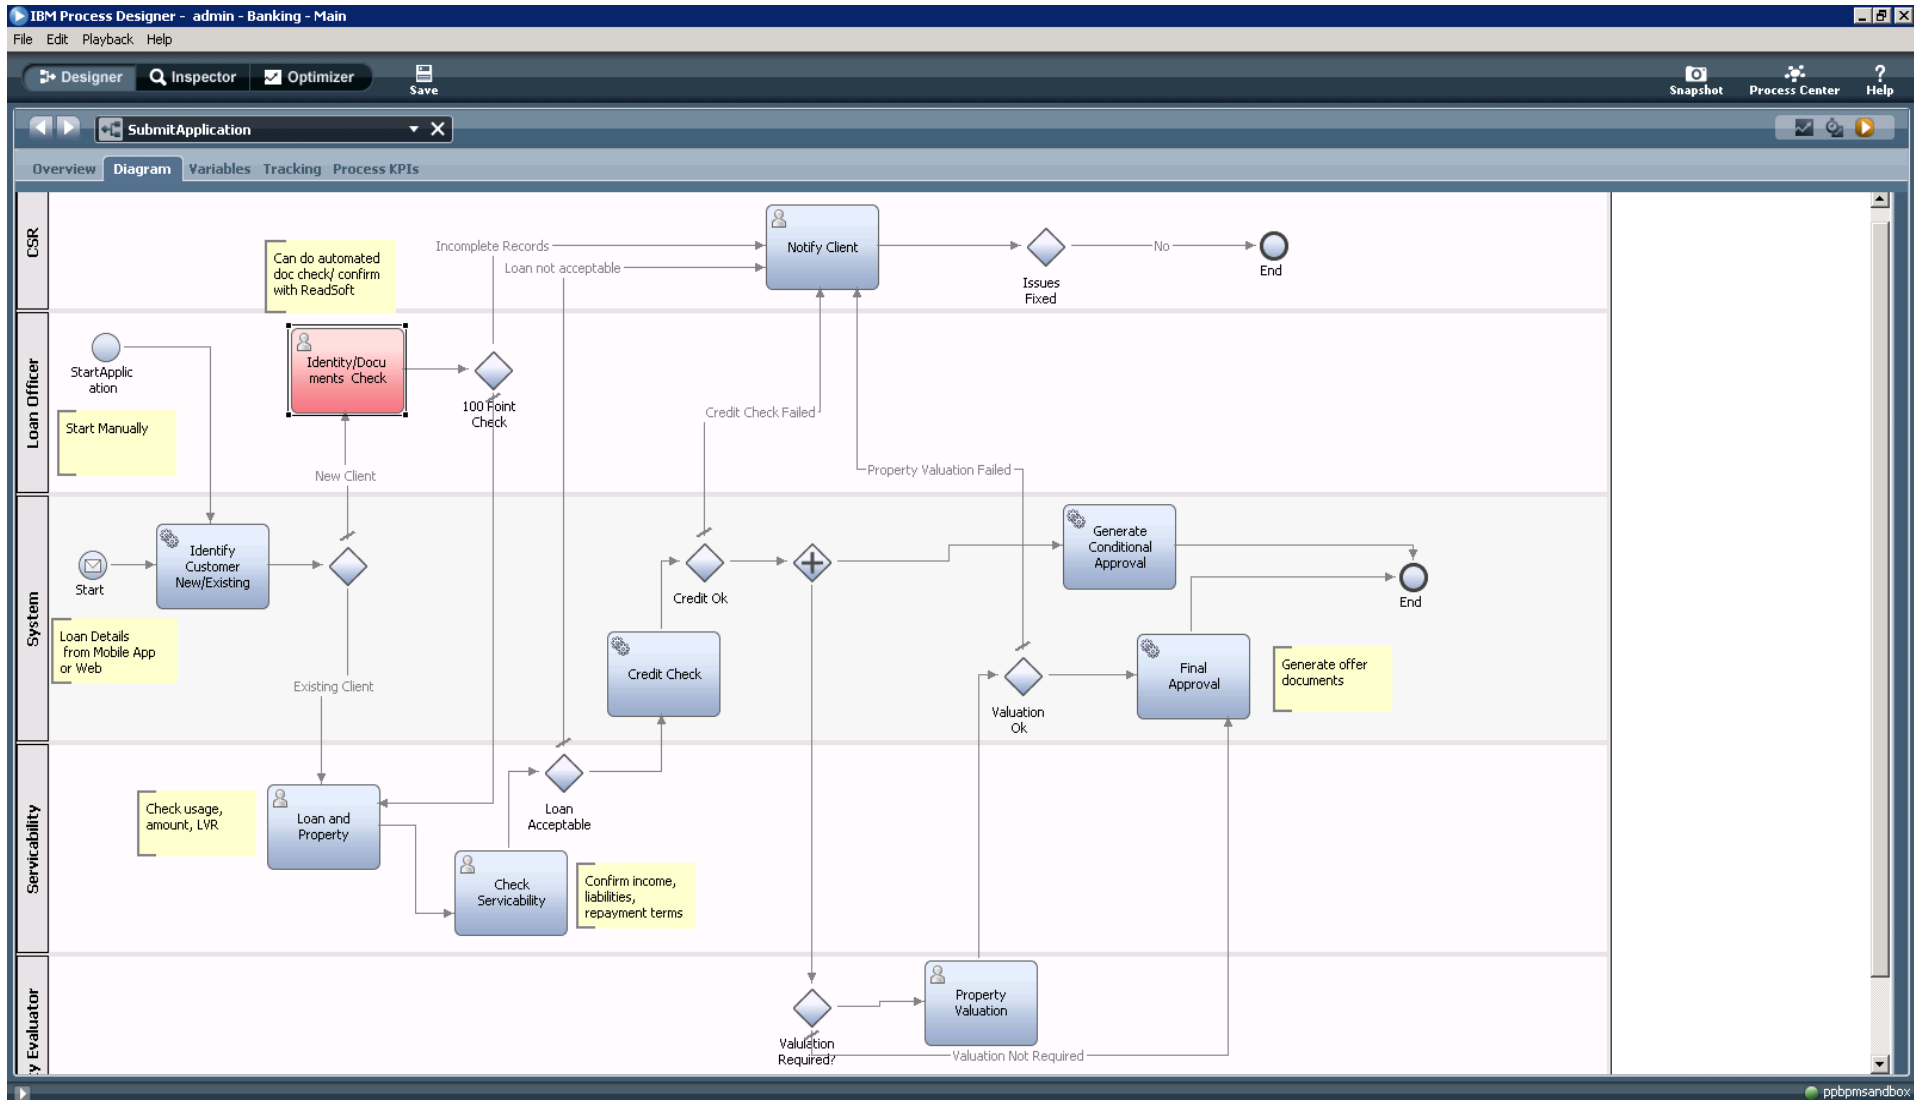 IBM Process Designer - admin - Banking - Main
File Edit Playback Help
Designer Inspector Optimizer
Save
Snapshot
Process Center
Help
SubmitApplication
Overview Diagram Variables Tracking Process KPIs
CSR
Can do automated
doc check/ confirm
with ReadSoft
Incomplete Records
Loan not acceptable
Notify Client
Issues
Fixed
No
End
Loan Officer
StartApplic
ation
Start Manually
Identity/Docu
ments Check
100 Point
Check
New Client
Credit Check Failed
Property Valuation Failed
System
Start
Loan Details
from Mobile App
or Web
Identify
Customer
New/Existing
Existing Client
Credit Check
Credit Ok
Generate
Conditional
Approval
End
Valuation
Ok
Final
Approval
Generate offer
documents
Servicability
Check usage,
amount, LVR
Loan and
Property
Loan
Acceptable
Check
Servicability
Confirm income,
liabilities,
repayment terms
y Evaluator
Valulation
Required?
Property
Valuation
Valuation Not Required
ppbpmsandbox